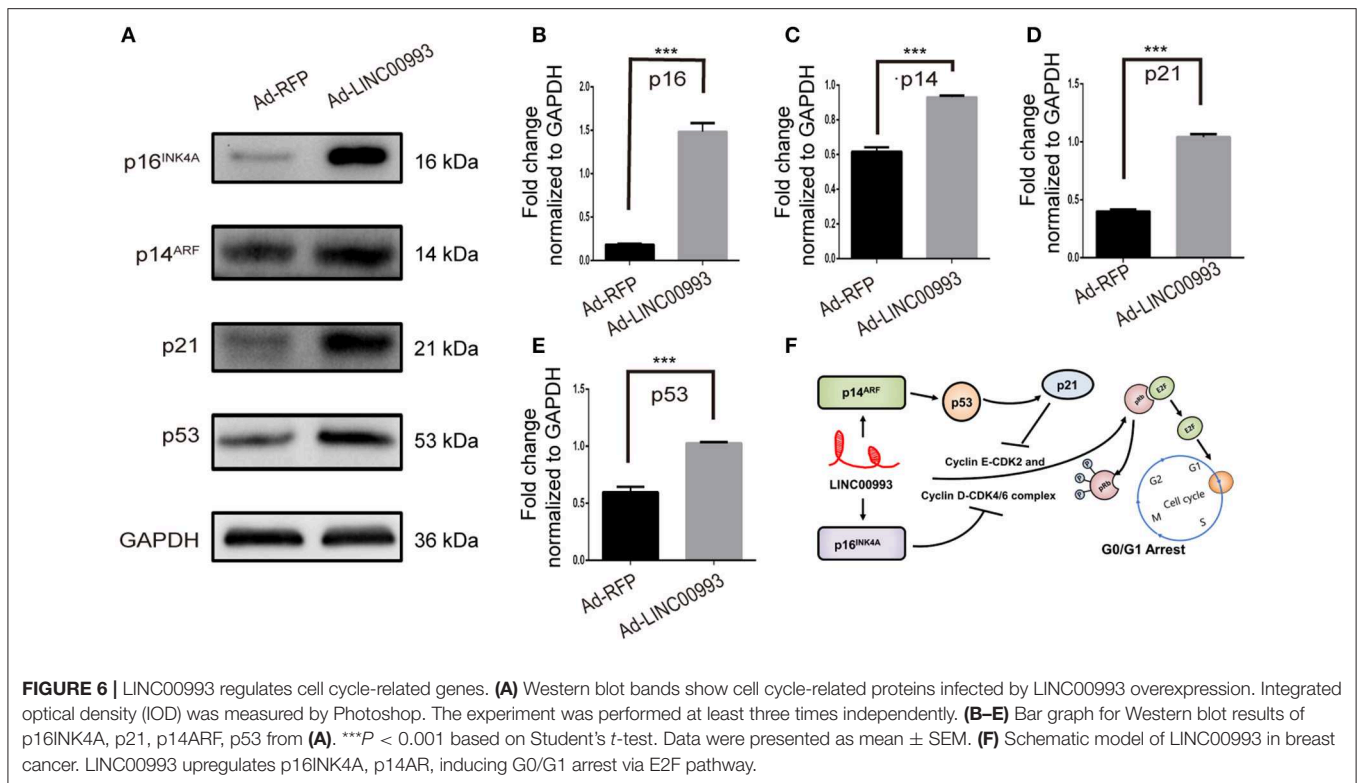 A
Ad-RFP
Ad-LINC00993
p16INK4A
16 kDa
p14ARF
14 kDa
p21
21 kDa
p53
53 kDa
GAPDH
36 kDa
B
***
p16
Fold change
normalized to GAPDH
2.0
1.5
1.0
0.5
0.0
Ad-RFP
Ad-LINC00993
C
***
p14
Fold change
normalized to GAPDH
1.0
0.8
0.6
0.4
0.2
0.0
Ad-RFP
Ad-LINC00993
D
***
p21
Fold change
normalized to GAPDH
1.5
1.0
0.5
0.0
Ad-RFP
Ad-LINC00993
E
***
p53
Fold change
normalized to GAPDH
1.5
1.0
0.5
0.0
Ad-RFP
Ad-LINC00993
F
p14ARF
p53
p21
pRb
E2F
E2F
LINC00993
Cyclin E-CDK2 and
Cyclin D-CDK4/6 complex
p16INK4A
P
P
P
pRb
G2
G1
Cell cycle
M
S
G0/G1 Arrest
FIGURE 6 | LINC00993 regulates cell cycle-related genes. (A) Western blot bands show cell cycle-related proteins infected by LINC00993 overexpression. Integrated
optical density (IOD) was measured by Photoshop. The experiment was performed at least three times independently. (B–E) Bar graph for Western blot results of
p16INK4A, p21, p14ARF, p53 from (A). ***P < 0.001 based on Student's t-test. Data were presented as mean ± SEM. (F) Schematic model of LINC00993 in breast
cancer. LINC00993 upregulates p16INK4A, p14AR, inducing G0/G1 arrest via E2F pathway.